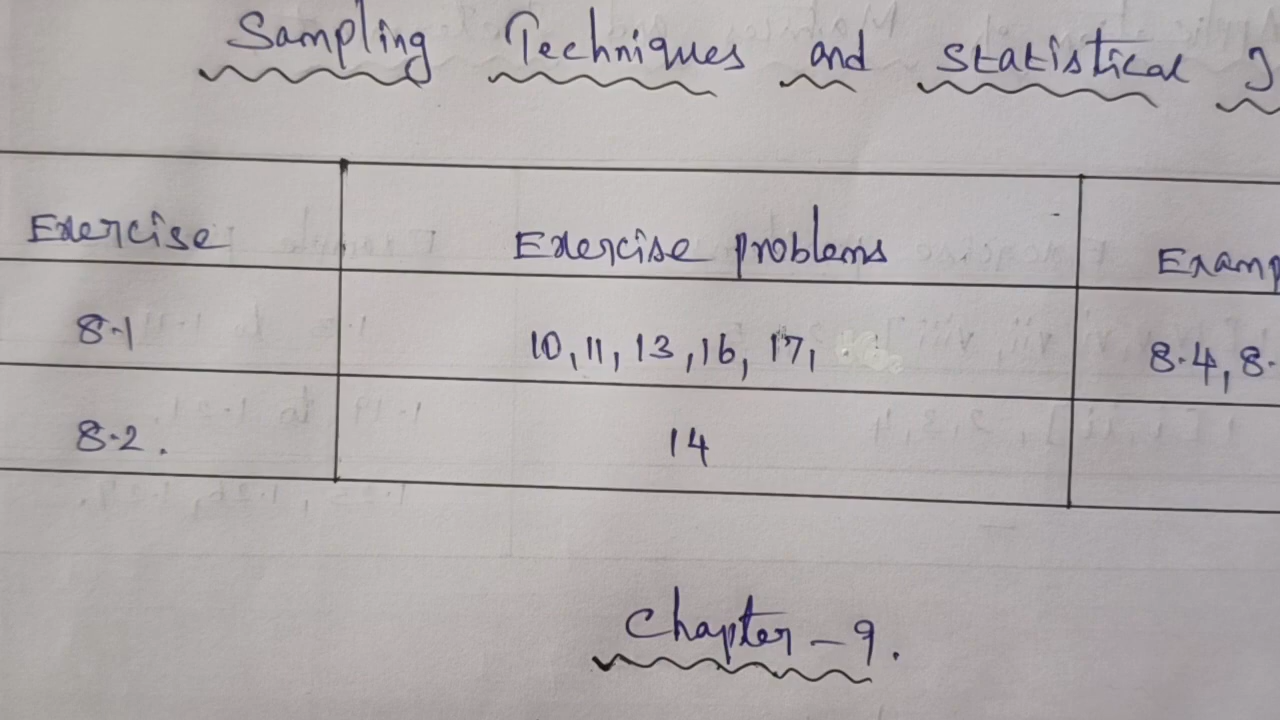 Sampling Techniques and Statistical
Exercise Exercise problems Examp
8.1 10, 11, 13, 16, 17, 8.4, 8.
8.2. 14
Chapter - 9.